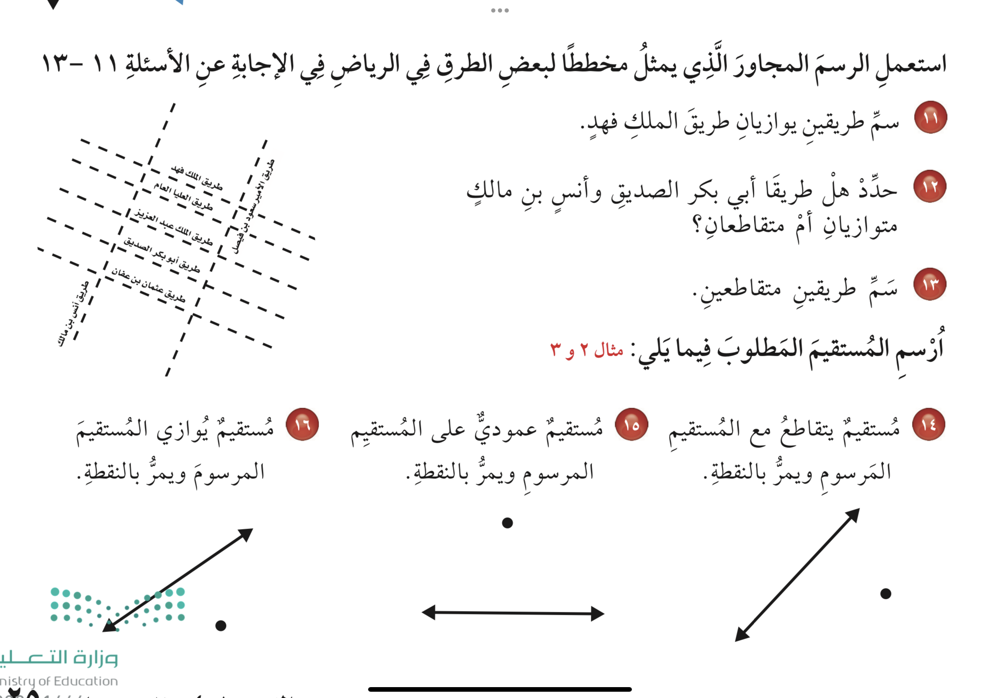 استعملِ الرسمَ المجاورَ الَّذِي يمثلُ مخططًا لبعضِ الطرقِ فِي الرياضِ فِي الإجابةِ عنِ الأسئلةِ ١١ – ١٣
١١ سمِّ طريقينِ يوازيانِ طريقَ الملكِ فهدٍ.
١٢ حدِّدْ هلْ طريقَا أبي بكر الصديقِ وأنسٍ بنِ مالكٍ
متوازيانِ أمْ متقاطعانِ؟
١٣ سَمِّ طريقينِ متقاطعينِ.
طريق الملك فهد
طريق العليا العام
طريق الملك عبد العزيز
طريق أبو بكر الصديق
طريق عثمان بن عفان
طريق الأمير سعود بن فيصل
طريق أنس بن مالك
اُرْسمِ المُستقيمَ المَطلوبَ فِيما يَلي: مثال ٢ و ٣
١٤ مُستقيمٌ يتقاطعُ مع المُستقيمِ
المَرسومِ ويمرُّ بالنقطةِ.
١٥ مُستقيمٌ عموديٌّ على المُستقيِم
المرسومِ ويمرُّ بالنقطةِ.
١٦ مُستقيمٌ يُوازي المُستقيمَ
المرسومَ ويمرُّ بالنقطةِ.
وزارة التعلي
nistry of Education